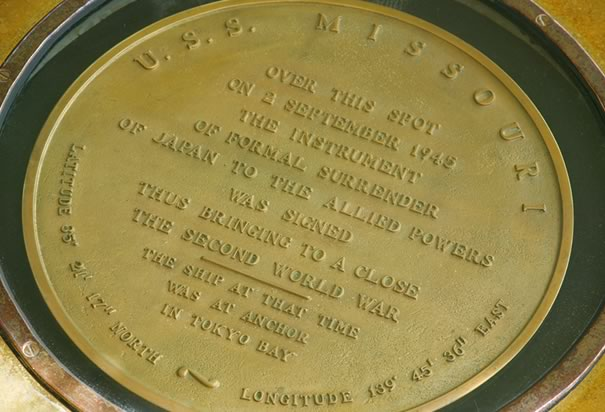 U. S. S. MISSOURI
OVER THIS SPOT
ON 2 SEPTEMBER 1945
THE INSTRUMENT
OF FORMAL SURRENDER
OF JAPAN TO THE ALLIED POWERS
WAS SIGNED
THUS BRINGING TO A CLOSE
THE SECOND WORLD WAR
THE SHIP AT THAT TIME
WAS AT ANCHOR
IN TOKYO BAY
LATITUDE 35° 21' 17" NORTH
LONGITUDE 139° 45' 36" EAST